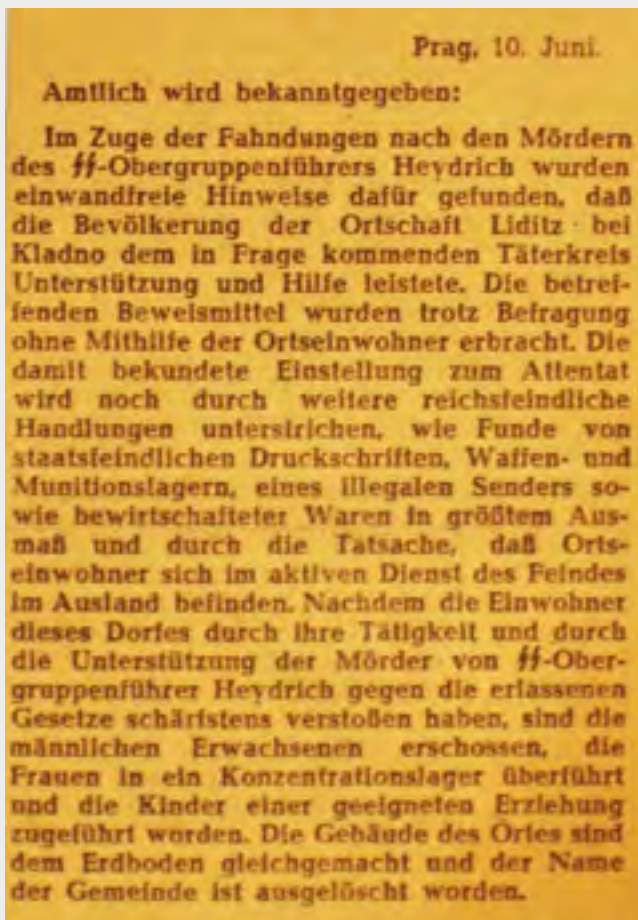 Prag, 10. Juni.
Amtlich wird bekanntgegeben:
Im Zuge der Fahndungen nach den Mördern
des ᛋᛋ-Obergruppenführers Heydrich wurden
einwandfreie Hinweise dafür gefunden, daß
die Bevölkerung der Ortschaft Liditz bei
Kladno dem in Frage kommenden Täterkreis
Unterstützung und Hilfe leistete. Die betref-
fenden Beweismittel wurden trotz Befragung
ohne Mithilfe der Ortseinwohner erbracht. Die
damit bekundete Einstellung zum Attentat
wird noch durch weitere reichsfeindliche
Handlungen unterstrichen, wie Funde von
staatsfeindlichen Druckschriften, Waffen- und
Munitionslagern, eines illegalen Senders so-
wie bewirtschafteter Waren in größtem Aus-
maß und durch die Tatsache, daß Orts-
einwohner sich im aktiven Dienst des Feindes
im Ausland befinden. Nachdem die Einwohner
dieses Dorfes durch ihre Tätigkeit und durch
die Unterstützung der Mörder von ᛋᛋ-Ober-
gruppenführer Heydrich gegen die erlassenen
Gesetze schärfstens verstoßen haben, sind die
männlichen Erwachsenen erschossen, die
Frauen in ein Konzentrationslager überführt
und die Kinder einer geeigneten Erziehung
zugeführt worden. Die Gebäude des Ortes sind
dem Erdboden gleichgemacht und der Name
der Gemeinde ist ausgelöscht worden.